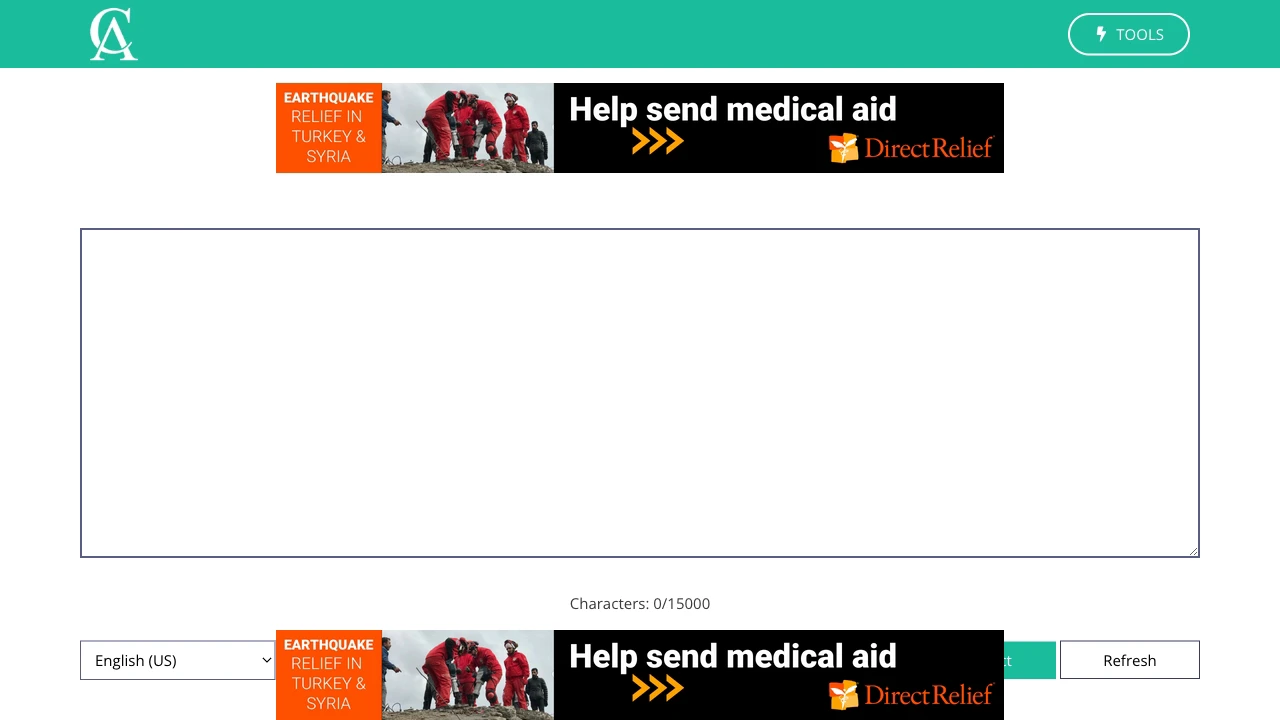 CA
TOOLS
EARTHQUAKE
RELIEF IN
TURKEY &
SYRIA
Help send medical aid
>>>
DirectRelief
Characters: 0/15000
English (US)
EARTHQUAKE
RELIEF IN
TURKEY &
SYRIA
Help send medical aid
>>>
DirectRelief
ct
Refresh